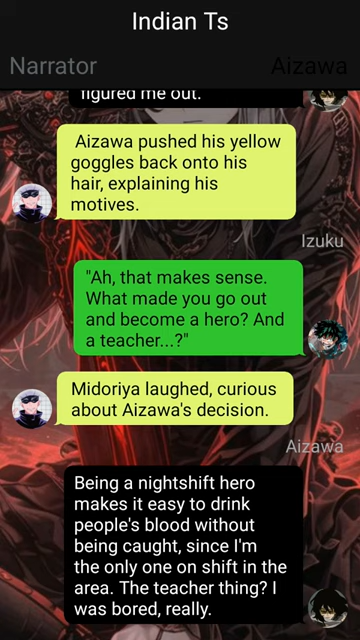 Indian Ts
Narrator
Aizawa
figured me out.
Aizawa pushed his yellow
goggles back onto his
hair, explaining his
motives.
Izuku
"Ah, that makes sense.
What made you go out
and become a hero? And
a teacher...?"
Midoriya laughed, curious
about Aizawa's decision.
Aizawa
Being a nightshift hero
makes it easy to drink
people's blood without
being caught, since I'm
the only one on shift in the
area. The teacher thing? I
was bored, really.